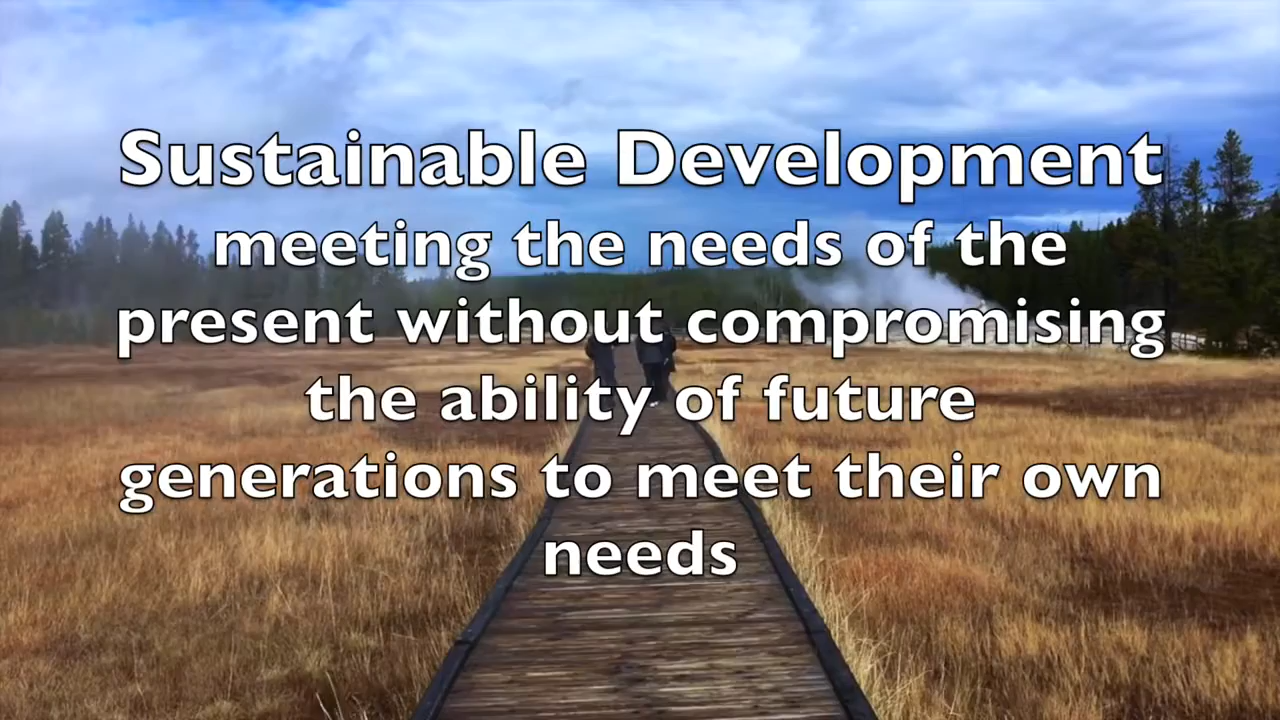 Sustainable Development
meeting the needs of the
present without compromising
the ability of future
generations to meet their own
needs